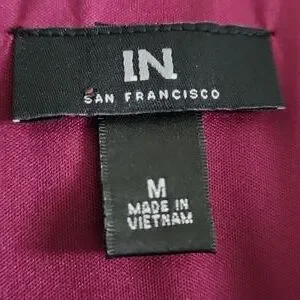 IN.
SAN FRANCISCO
M
MADE IN
VIETNAM